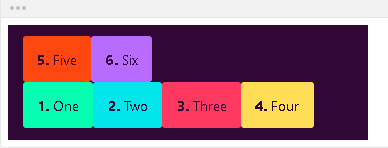 5. Five 6. Six
1. One 2. Two 3. Three 4. Four